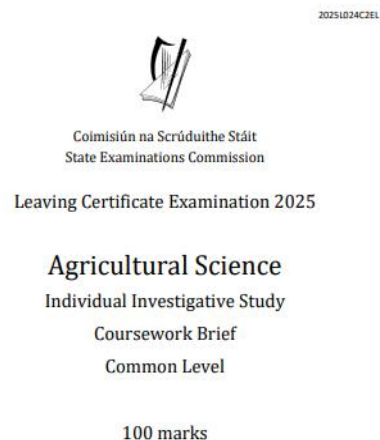 2025L024C2EL
Coimisiún na Scrúduithe Stáit
State Examinations Commission
Leaving Certificate Examination 2025
Agricultural Science
Individual Investigative Study
Coursework Brief
Common Level
100 marks